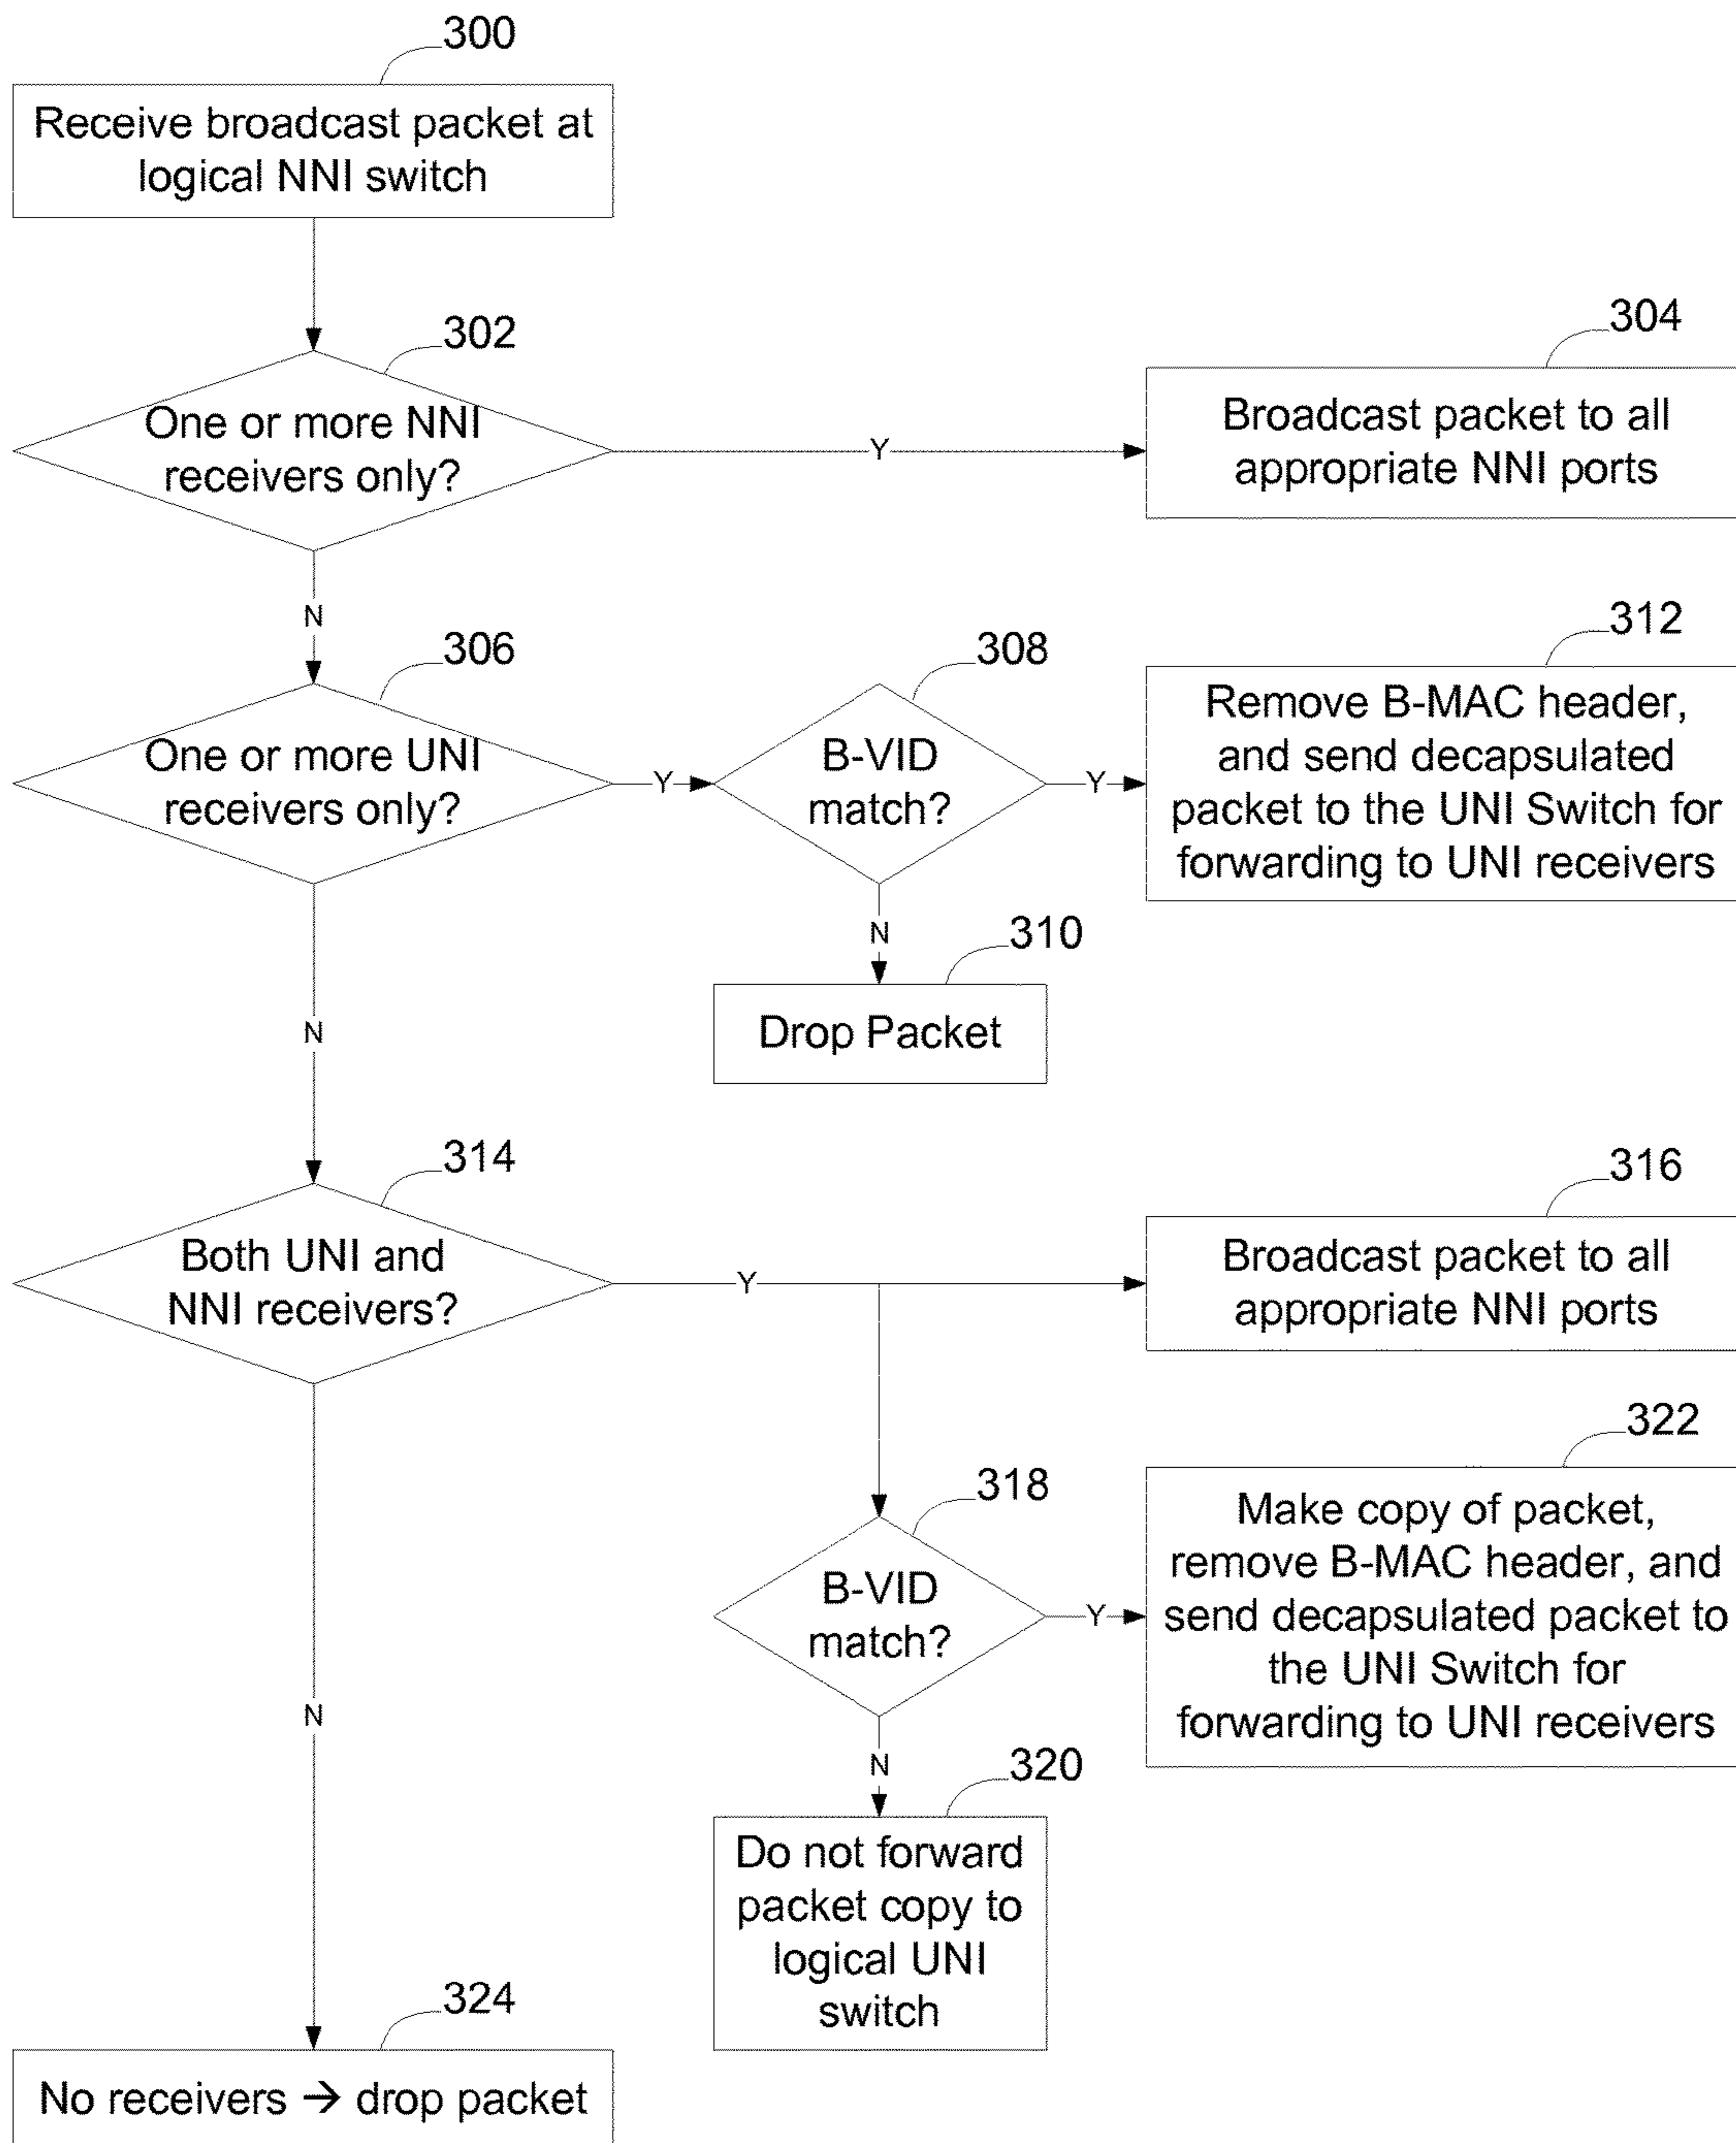 300
Receive broadcast packet at
logical NNI switch
302
One or more NNI
receivers only?
Y
304
Broadcast packet to all
appropriate NNI ports
N
306
One or more UNI
receivers only?
Y
308
B-VID
match?
Y
312
Remove B-MAC header,
and send decapsulated
packet to the UNI Switch for
forwarding to UNI receivers
N
310
Drop Packet
N
314
Both UNI and
NNI receivers?
Y
316
Broadcast packet to all
appropriate NNI ports
318
B-VID
match?
Y
322
Make copy of packet,
remove B-MAC header, and
send decapsulated packet to
the UNI Switch for
forwarding to UNI receivers
N
320
Do not forward
packet copy to
logical UNI
switch
N
324
No receivers → drop packet